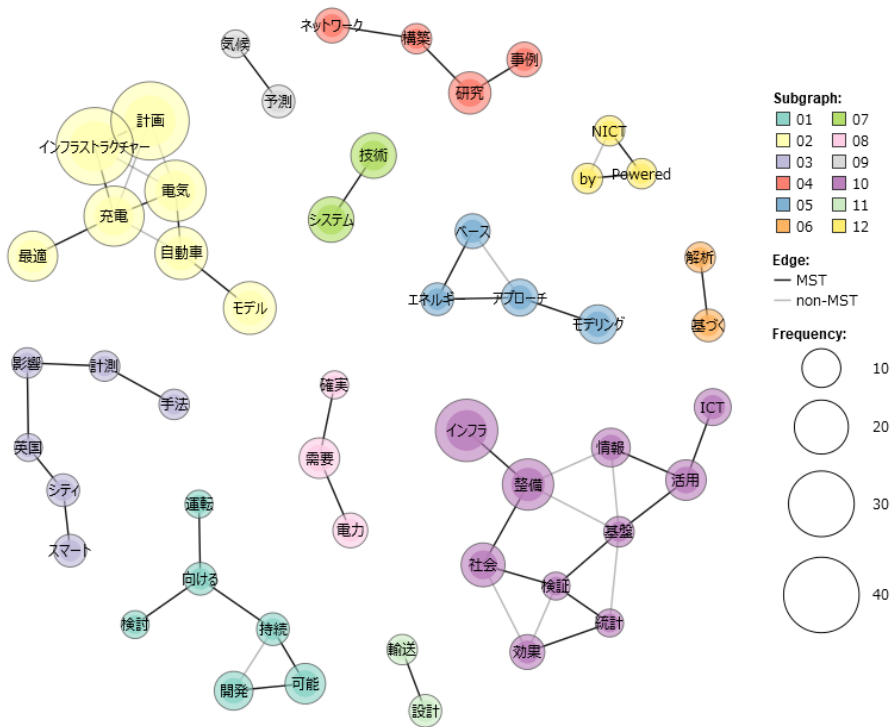 ネットワーク
構築
気候
事例
予測
研究
計画
NICT
インフラストラクチャー
技術
by
Powered
電気
充電
システム
ベース
最適
自動車
解析
エネルギ
アプローチ
モデル
モデリング
基づく
影響
計測
確実
手法
ICT
インフラ
英国
需要
情報
シティ
整備
活用
運転
電力
基盤
スマート
社会
向ける
検証
検討
持続
統計
輸送
効果
開発
可能
設計
Subgraph:
01 07
02 08
03 09
04 10
05 11
06 12
Edge:
MST
non-MST
Frequency:
10
20
30
40